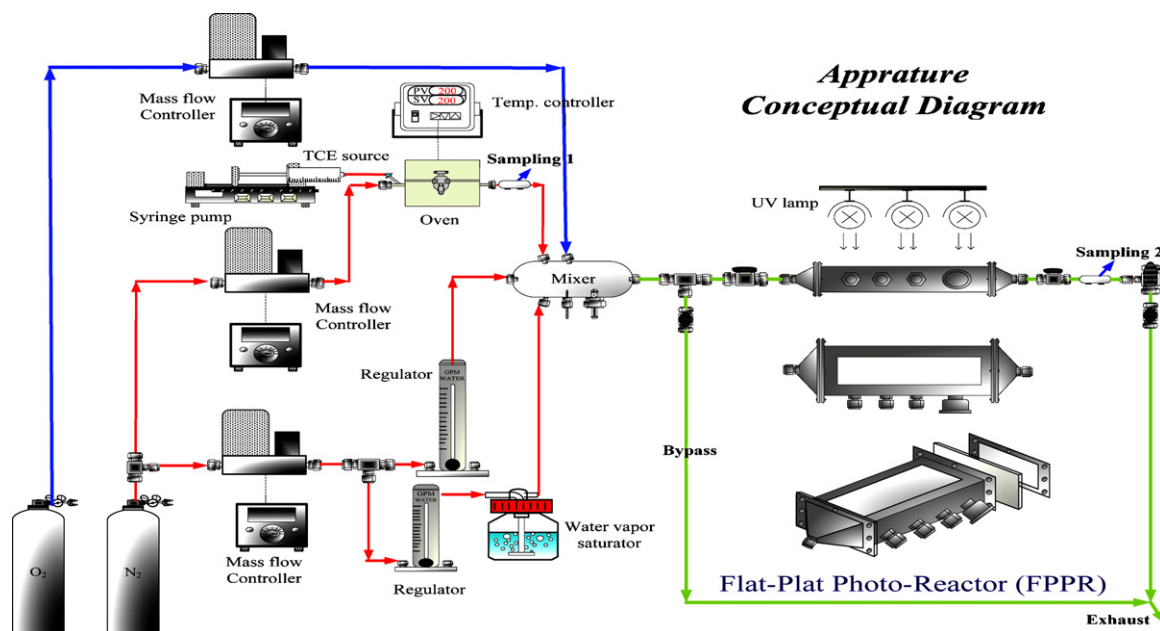 Apprature
Conceptual Diagram
Mass flow
Controller
PV 200
SV 200
Temp. controller
TCE source
Sampling 1
Syringe pump
Oven
UV lamp
Sampling 2
Mixer
Mass flow
Controller
Regulator
GPM
WATER
Bypass
GPM
WATER
Water vapor
saturator
O2
N2
Mass flow
Controller
Regulator
Flat-Plat Photo-Reactor (FPPR)
Exhaust